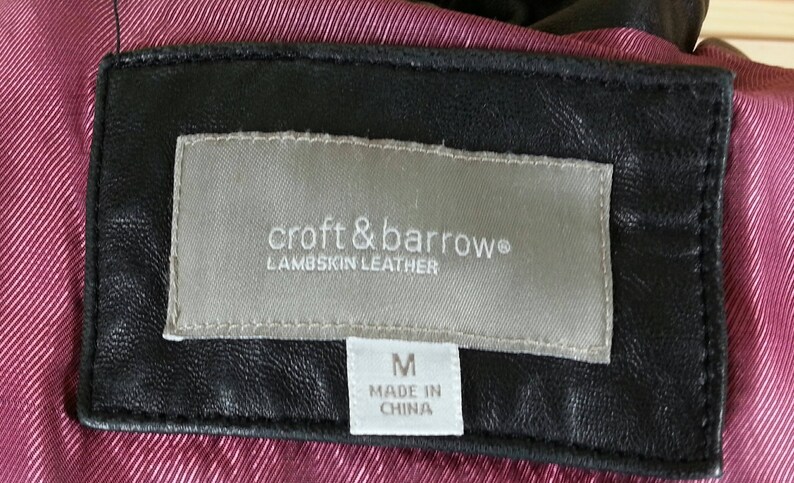 croft & barrow®
LAMBSKIN LEATHER
M
MADE IN
CHINA